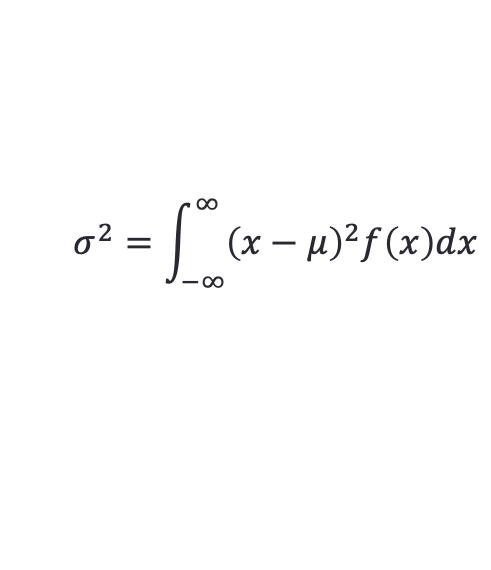 σ² = ∫_{-∞}^{∞} (x − μ)² f(x)dx